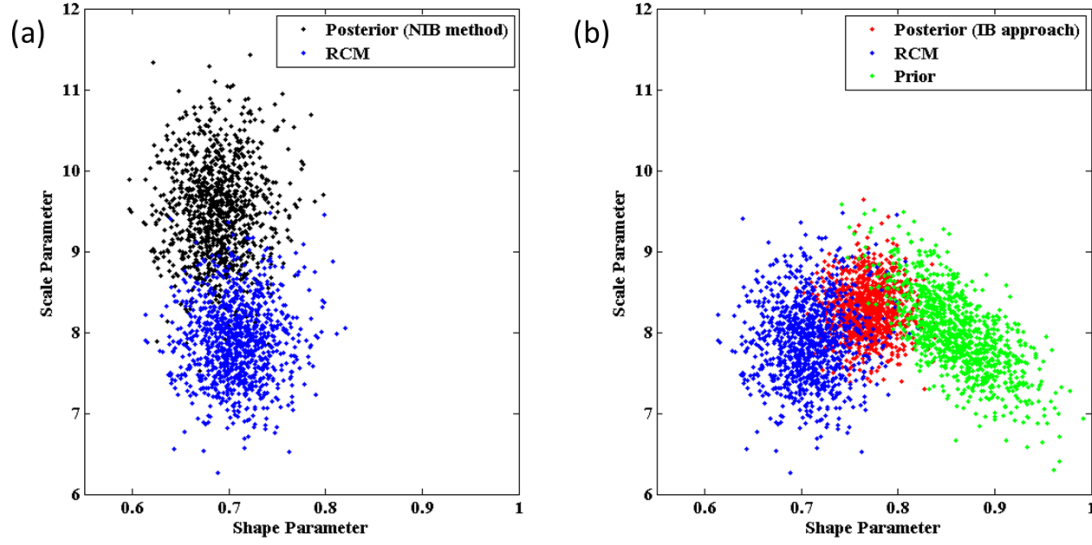 (a)
Posterior (NIB method)
RCM
12
11
10
9
8
7
6
Scale Parameter
0.6 0.7 0.8 0.9 1
Shape Parameter
(b)
Posterior (IB approach)
RCM
Prior
12
11
10
9
8
7
6
Scale Parameter
0.6 0.7 0.8 0.9 1
Shape Parameter